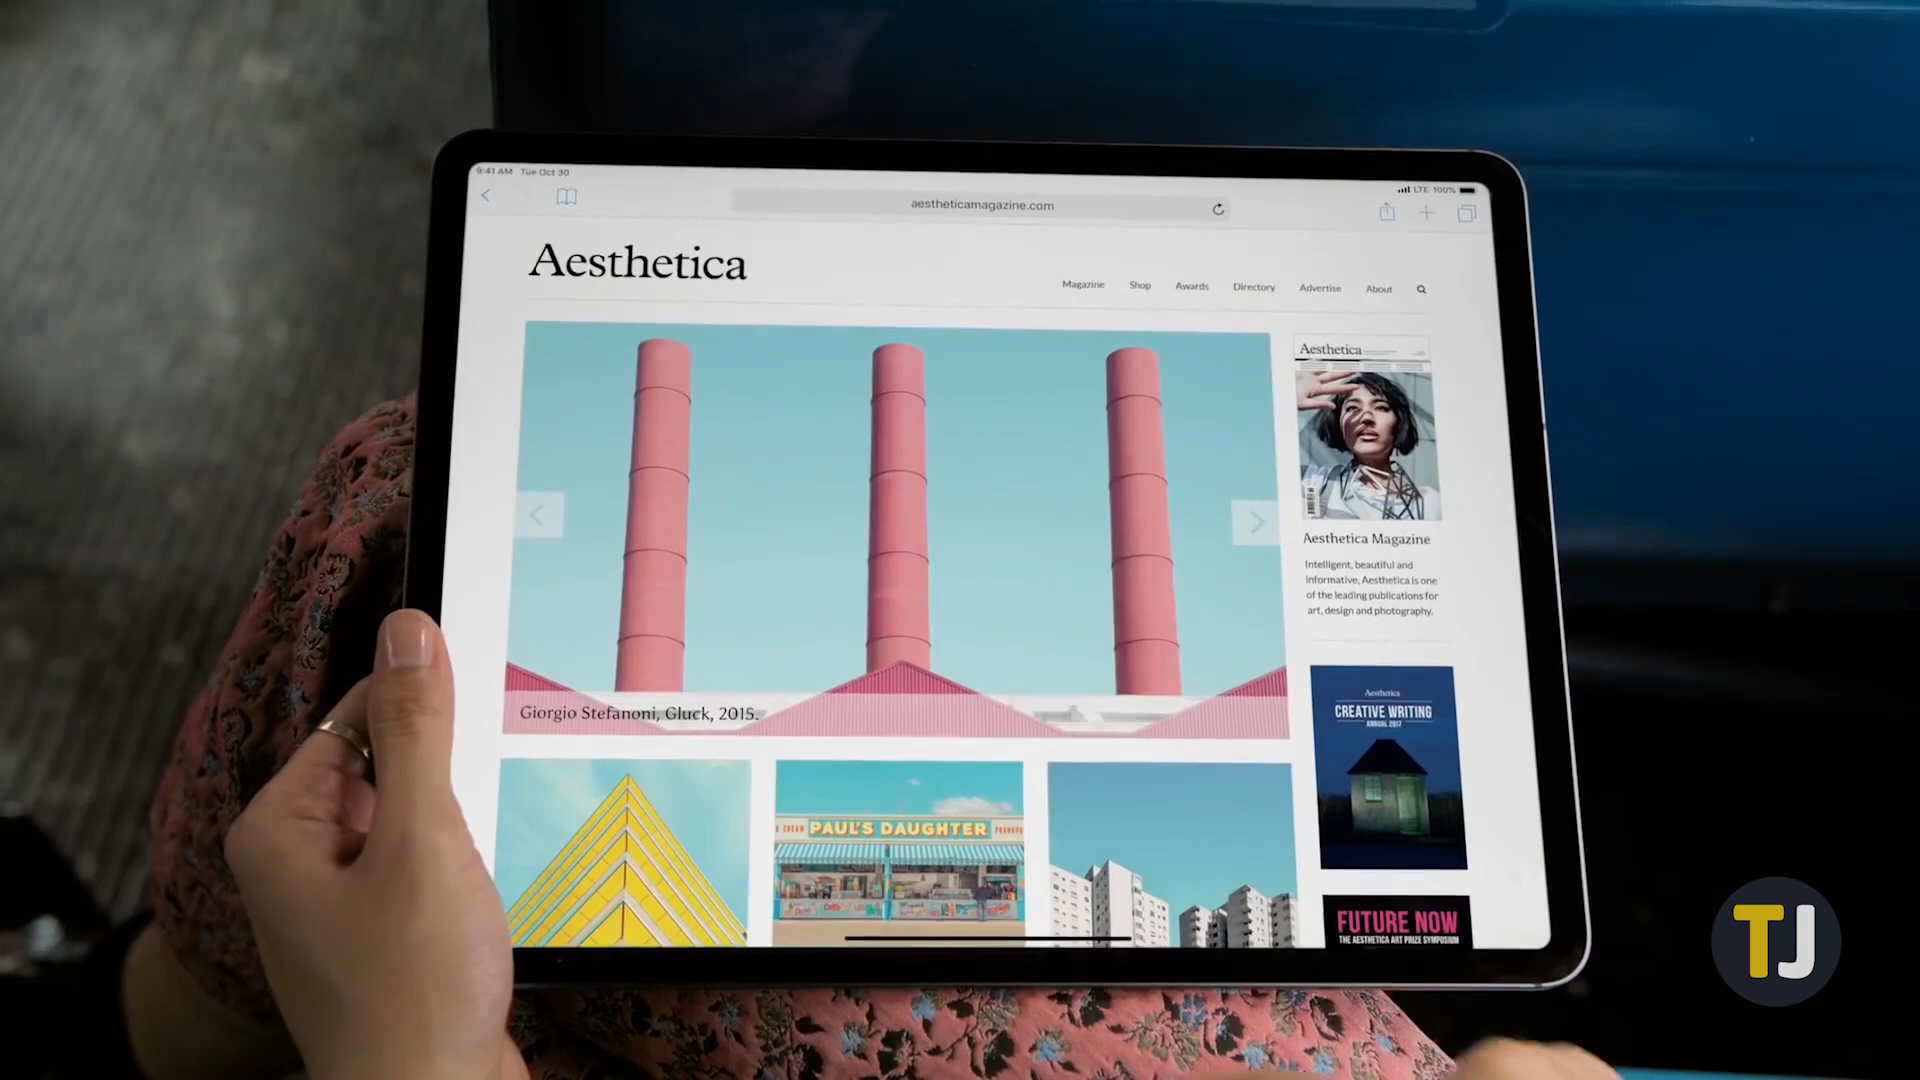 9:41 AM Tue Oct 30
LTE 100%
aestheticamagazine.com
Aesthetica
Magazine Shop Awards Directory Advertise About
Giorgio Stefanoni, Gluck, 2015.
PAUL'S DAUGHTER
Aesthetica
Aesthetica Magazine
Intelligent, beautiful and
informative, Aesthetica is one
of the leading publications for
art, design and photography.
Aesthetica
CREATIVE WRITING
ANNUAL 2017
FUTURE NOW
THE AESTHETICA ART PRIZE SYMPOSIUM
TJ